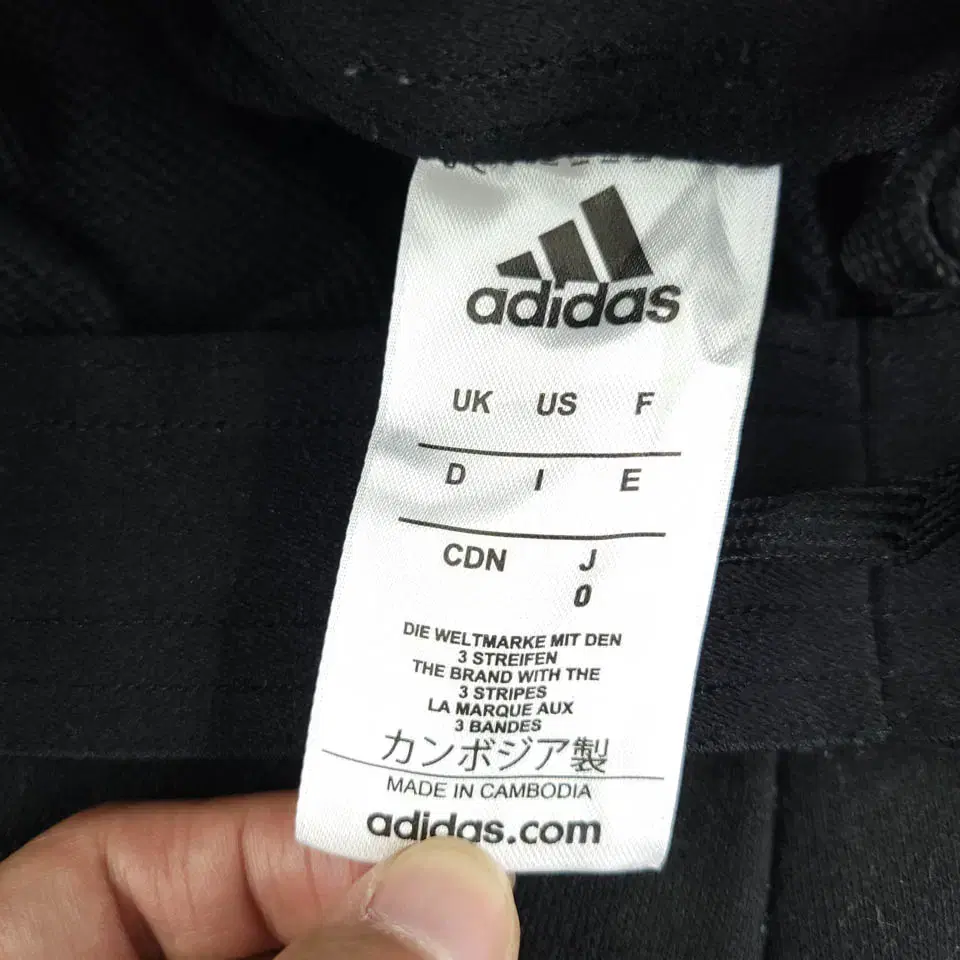 adidas
UK US F
D I E
CDN J
0
DIE WELTMARKE MIT DEN
3 STREIFEN
THE BRAND WITH THE
3 STRIPES
LA MARQUE AUX
3 BANDES
カンボジア製
MADE IN CAMBODIA
adidas.com